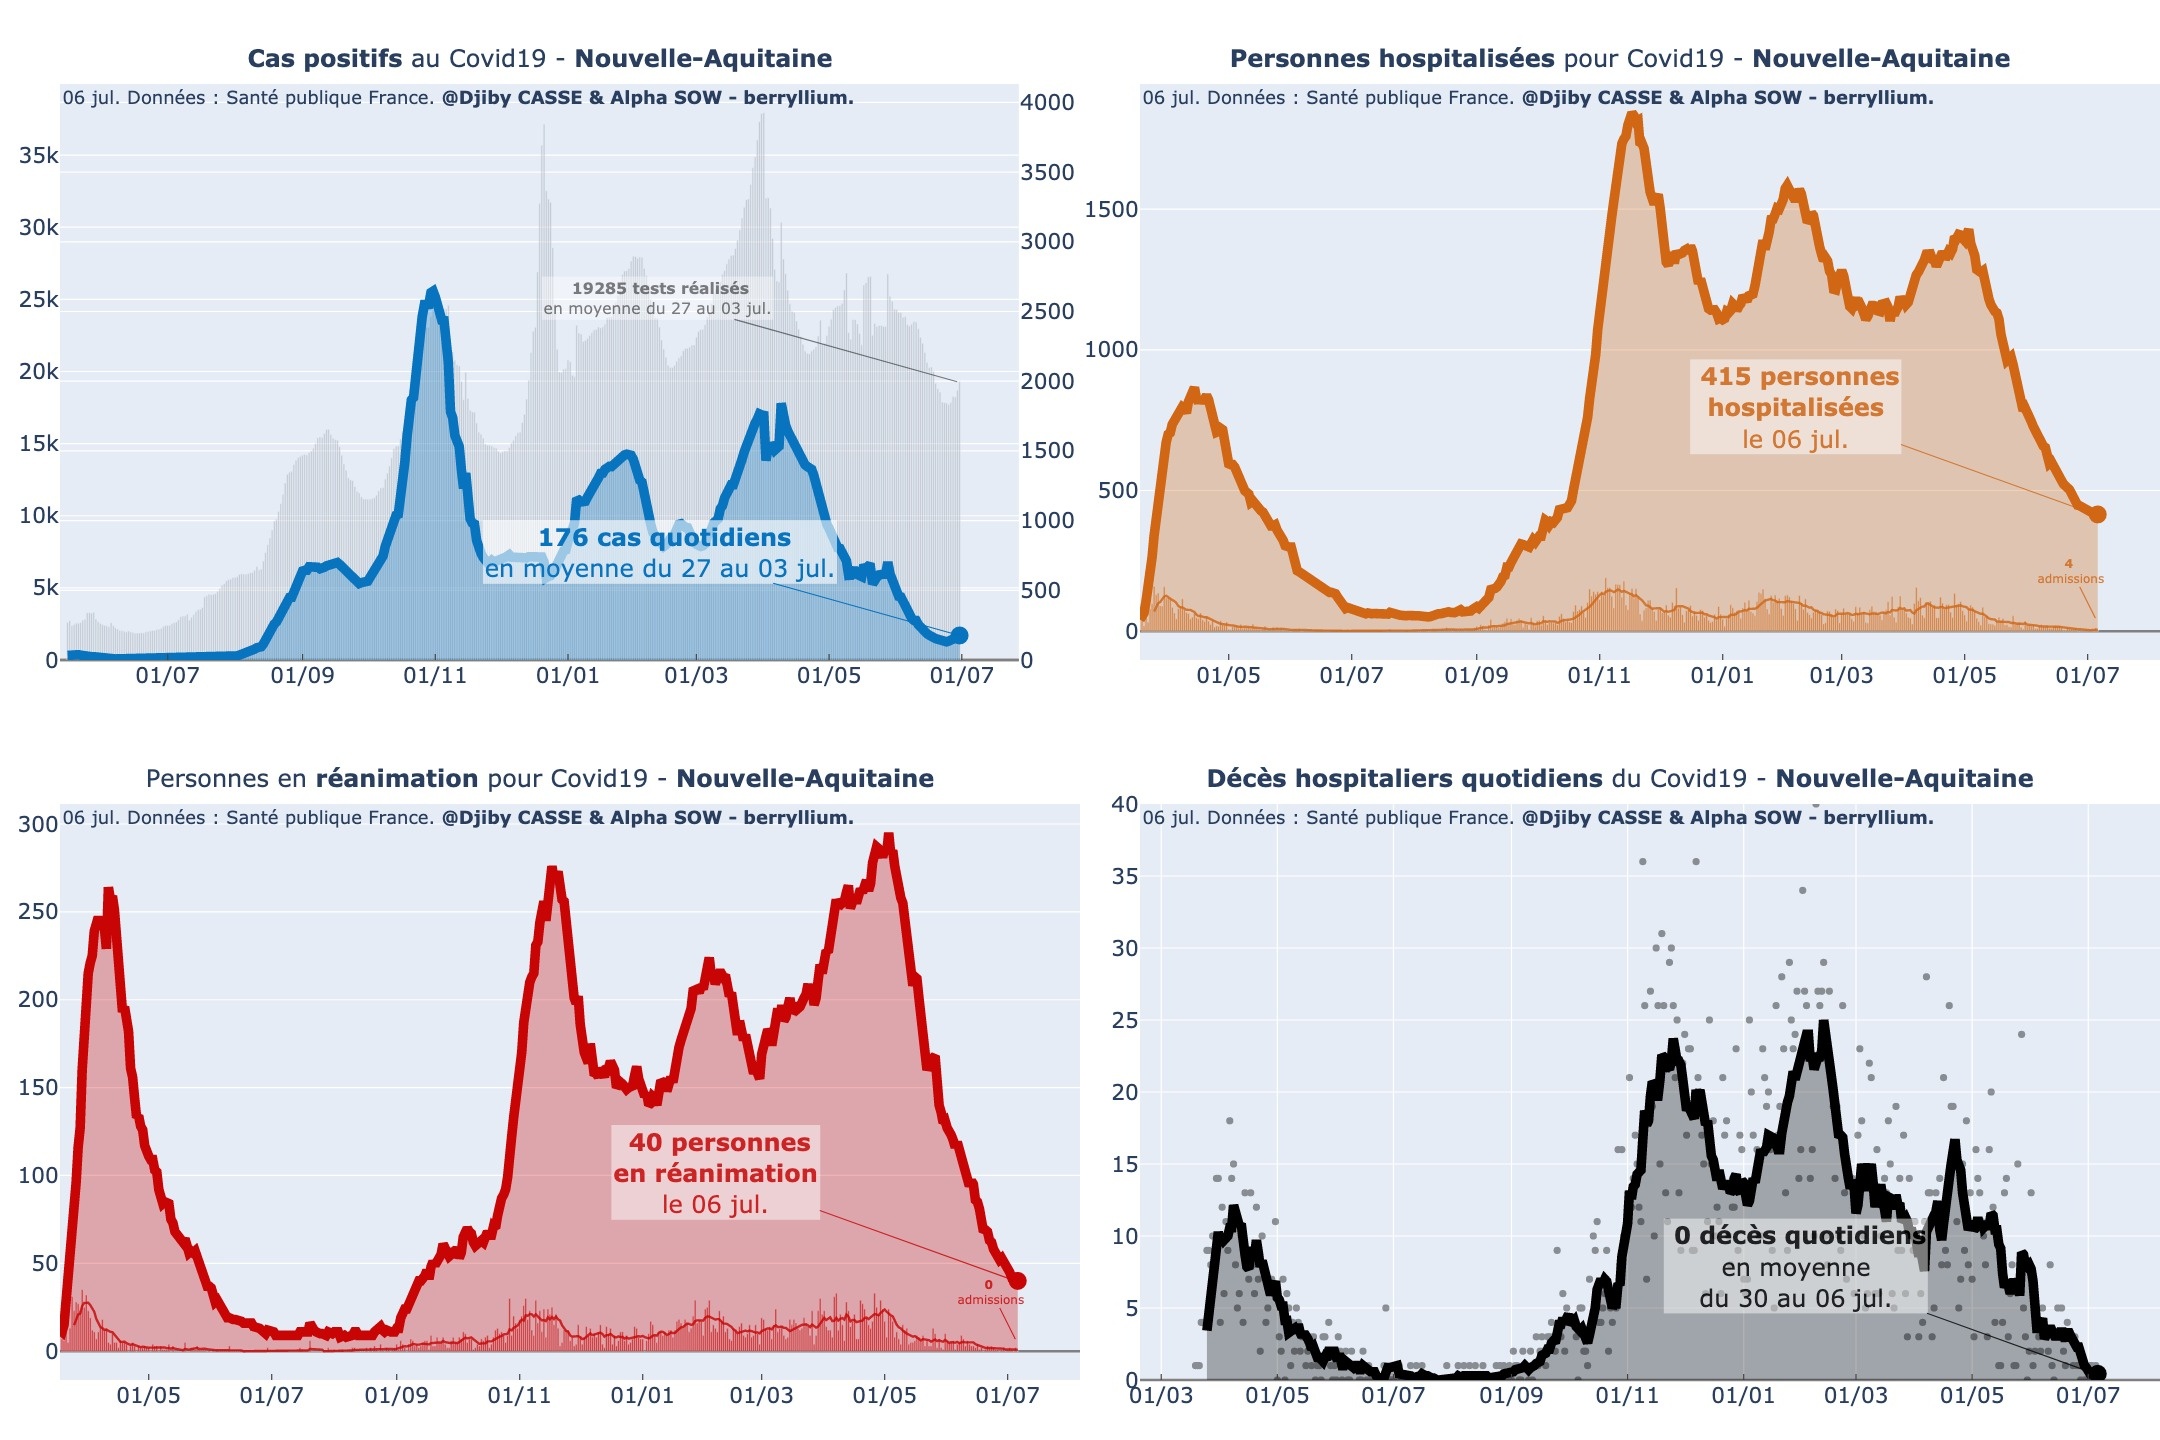 Cas positifs au Covid19 - Nouvelle-Aquitaine
06 jul. Données : Santé publique France. @Djiby CASSE & Alpha SOW - berryllium.
35k
30k
25k
20k
15k
10k
5k
0
4000
3500
3000
2500
2000
1500
1000
500
0
19285 tests réalisés
en moyenne du 27 au 03 jul.
176 cas quotidiens
en moyenne du 27 au 03 jul.
01/07 01/09 01/11 01/01 01/03 01/05 01/07
Personnes hospitalisées pour Covid19 - Nouvelle-Aquitaine
06 jul. Données : Santé publique France. @Djiby CASSE & Alpha SOW - berryllium.
1500
1000
500
0
415 personnes
hospitalisées
le 06 jul.
4
admissions
01/05 01/07 01/09 01/11 01/01 01/03 01/05 01/07
Personnes en réanimation pour Covid19 - Nouvelle-Aquitaine
06 jul. Données : Santé publique France. @Djiby CASSE & Alpha SOW - berryllium.
300
250
200
150
100
50
0
40 personnes
en réanimation
le 06 jul.
0
admissions
01/05 01/07 01/09 01/11 01/01 01/03 01/05 01/07
Décès hospitaliers quotidiens du Covid19 - Nouvelle-Aquitaine
06 jul. Données : Santé publique France. @Djiby CASSE & Alpha SOW - berryllium.
40
35
30
25
20
15
10
5
0
0 décès quotidiens
en moyenne
du 30 au 06 jul.
01/03 01/05 01/07 01/09 01/11 01/01 01/03 01/05 01/07